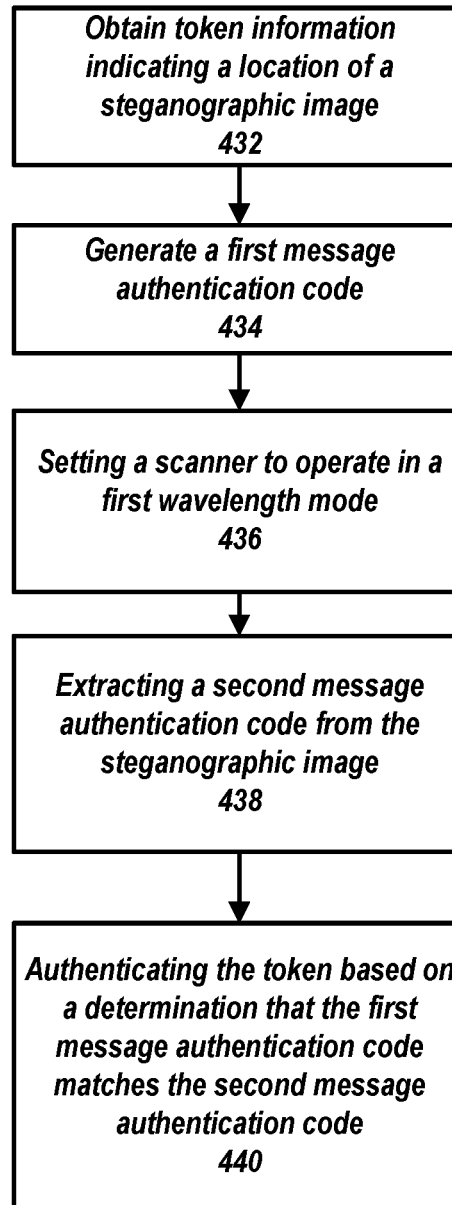 Obtain token information
indicating a location of a
steganographic image
432
Generate a first message
authentication code
434
Setting a scanner to operate in a
first wavelength mode
436
Extracting a second message
authentication code from the
steganographic image
438
Authenticating the token based on
a determination that the first
message authentication code
matches the second message
authentication code
440